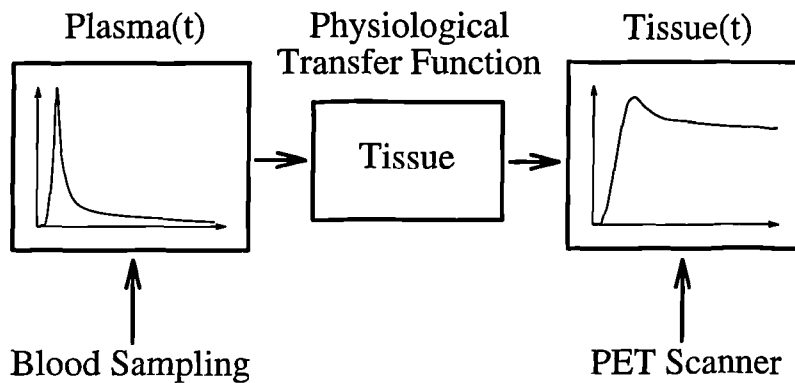 Plasma(t)
Physiological
Transfer Function
Tissue(t)
Tissue
Blood Sampling
PET Scanner